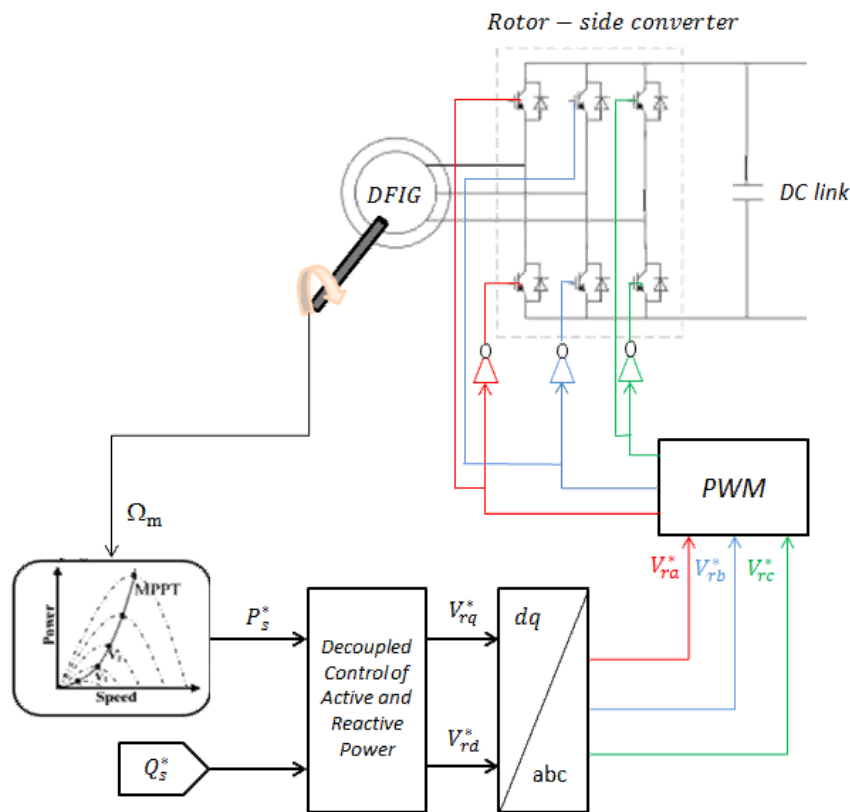 Rotor − side converter
DFIG
DC link
PWM
Ωm
V*ra
V*rb
V*rc
MPPT
Power
Speed
P*s
Decoupled
Control of
Active and
Reactive
Power
V*rq
V*rd
dq
abc
Q*s